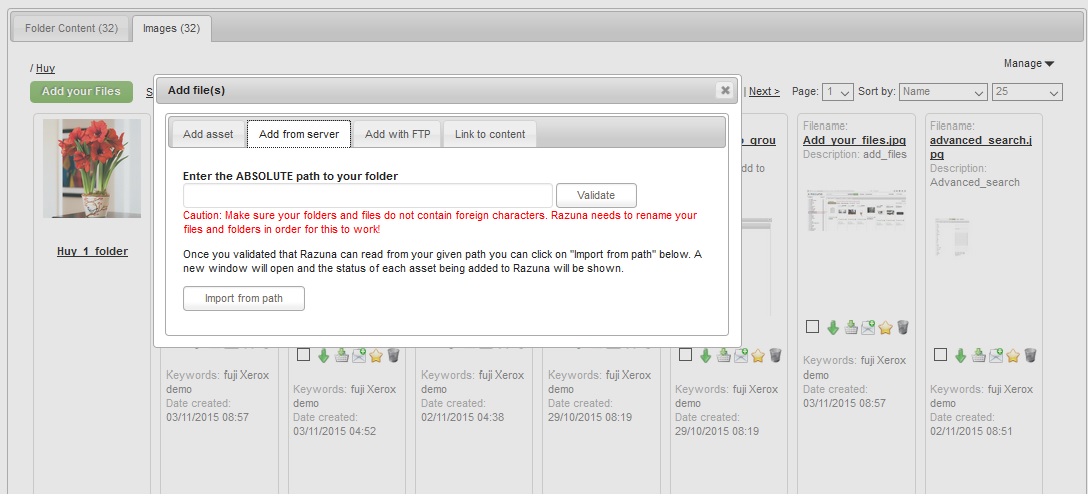 Folder Content (32)
Images (32)
/ Huy
Manage
Add your Files
S
| Next >
Page:
1
Sort by:
Name
25
Add file(s)
Add asset
Add from server
Add with FTP
Link to content
Enter the ABSOLUTE path to your folder
Validate
Caution: Make sure your folders and files do not contain foreign characters. Razuna needs to rename your
files and folders in order for this to work!
Once you validated that Razuna can read from your given path you can click on "Import from path" below. A
new window will open and the status of each asset being added to Razuna will be shown.
Import from path
Huy_1_folder
Keywords: fuji Xerox
demo
Date created:
03/11/2015 08:57
Keywords: fuji Xerox
demo
Date created:
03/11/2015 04:52
Keywords: fuji Xerox
demo
Date created:
02/11/2015 04:38
Keywords: fuji Xerox
demo
Date created:
29/10/2015 08:19
o_grou
dd to
Keywords: fuji Xerox
demo
Date created:
29/10/2015 08:19
Filename:
Add_your_files.jpg
Description: add_files
Keywords: fuji Xerox
demo
Date created:
03/11/2015 08:57
Filename:
advanced_search.j
pg
Description:
Advanced_search
Keywords: fuji Xerox
demo
Date created:
02/11/2015 08:51